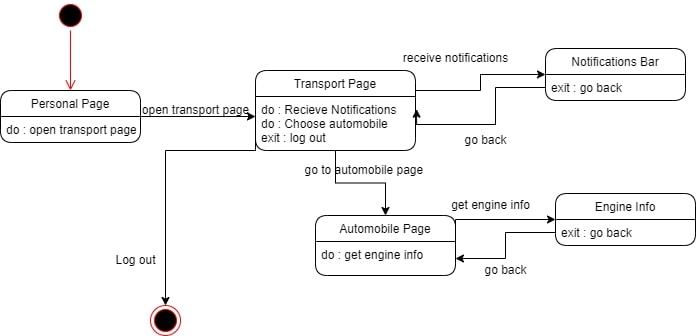 receive notifications
Notifications Bar
exit : go back
go back
Transport Page
do : Recieve Notifications
do : Choose automobile
exit : log out
Personal Page
do : open transport page
open transport page
go to automobile page
get engine info
Engine Info
exit : go back
go back
Automobile Page
do : get engine info
Log out